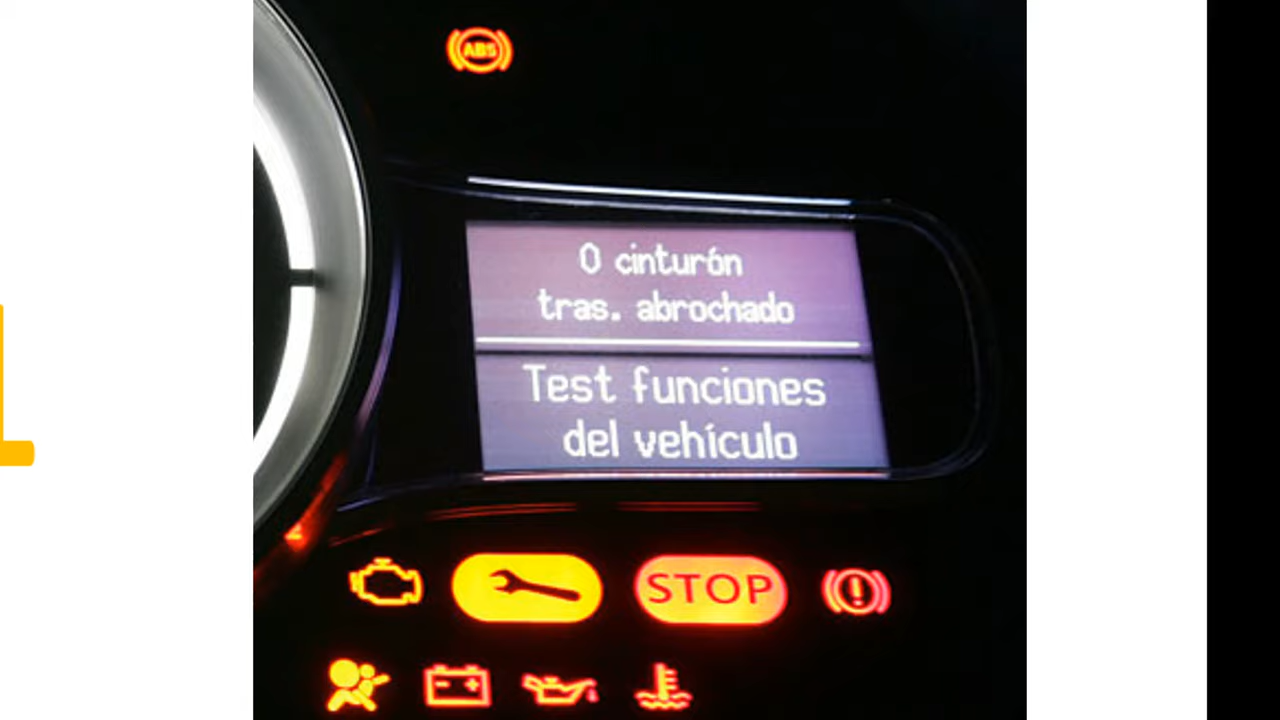 ABS
0 cinturón
tras. abrochado
Test funciones
del vehículo
STOP